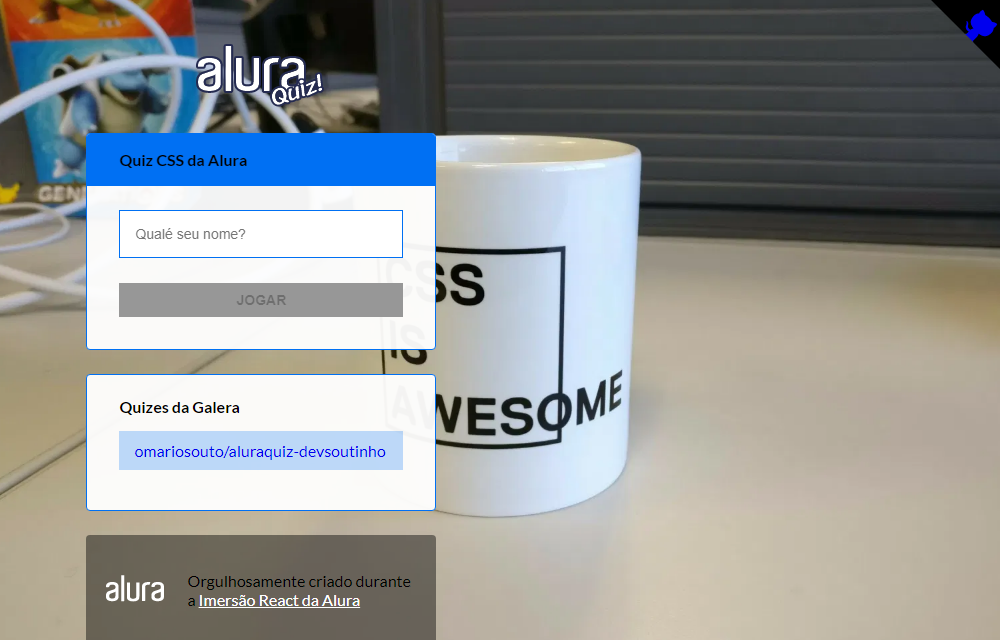 alura
Quiz!
Quiz CSS da Alura
Qualé seu nome?
JOGAR
Quizes da Galera
omariosouto/aluraquiz-devsoutinho
alura
Orgulhosamente criado durante
a Imersão React da Alura
CSS
IS
AWESOME